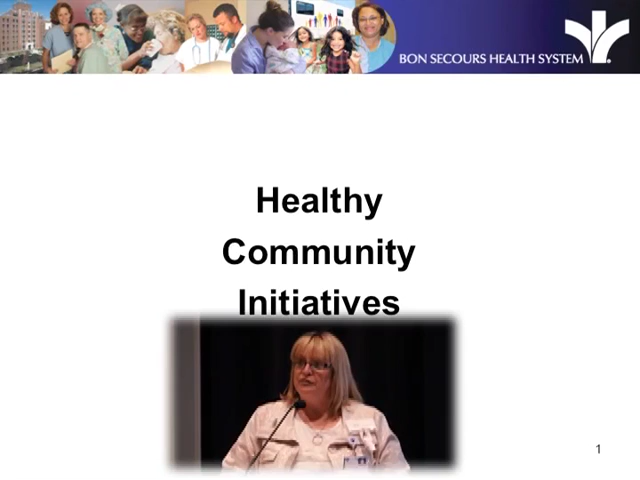 BON SECOURS HEALTH SYSTEM
Healthy
Community
Initiatives
1